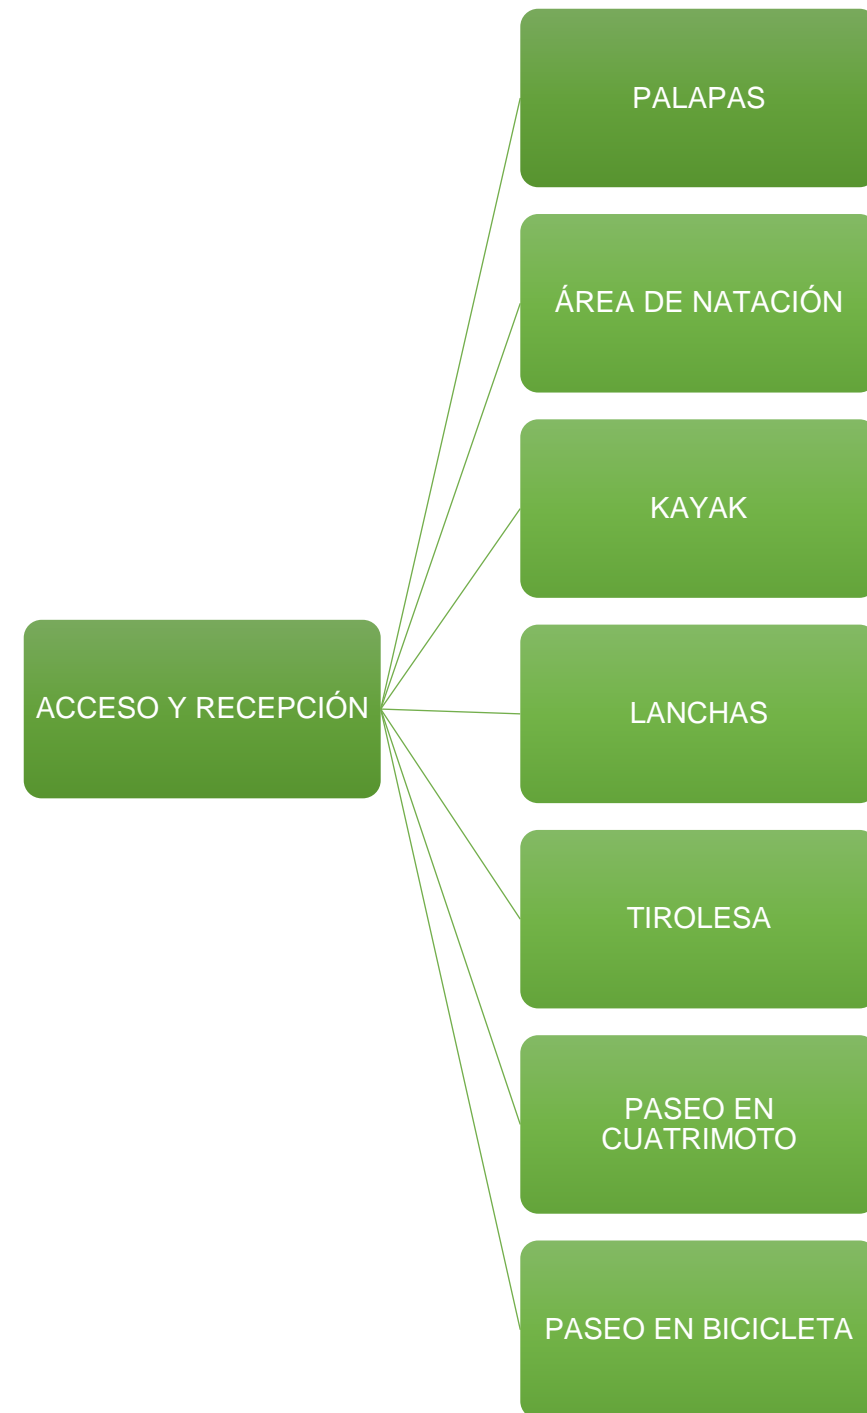 PALAPAS
ÁREA DE NATACIÓN
KAYAK
ACCESO Y RECEPCIÓN
LANCHAS
TIROLESA
PASEO EN
CUATRIMOTO
PASEO EN BICICLETA